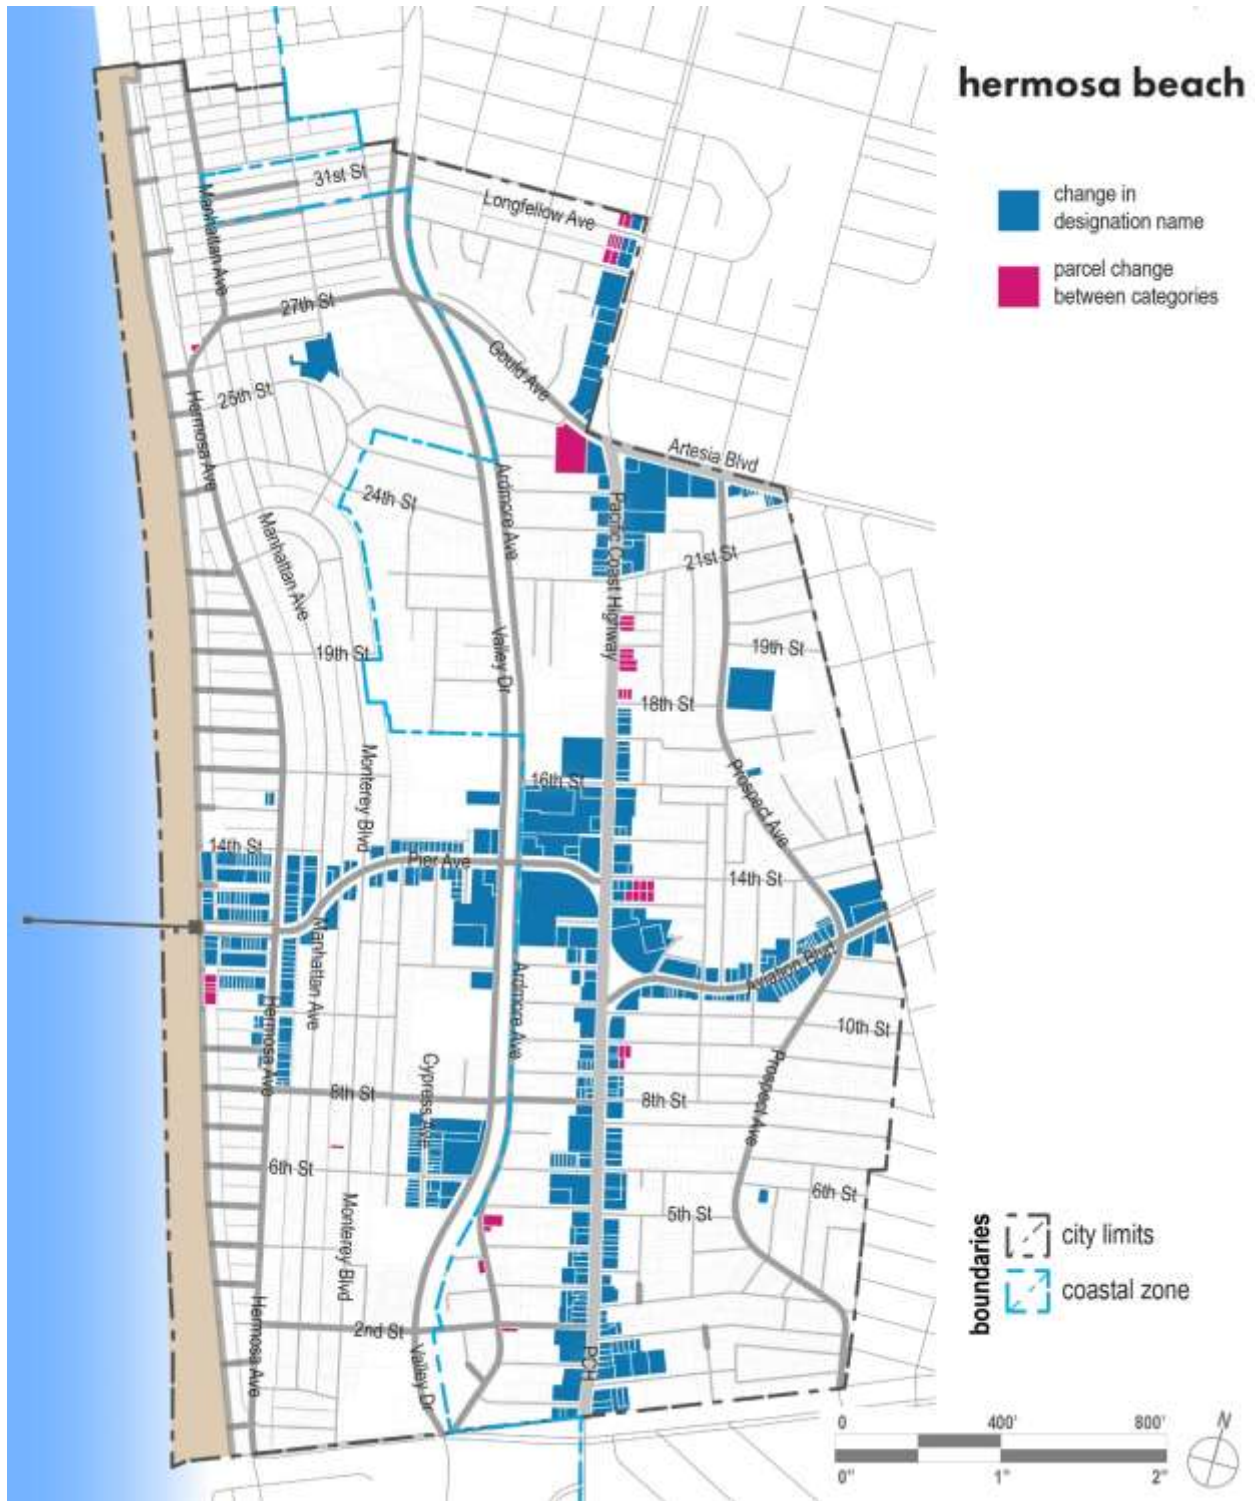 hermosa beach
change in
designation name
parcel change
between categories
31st St
Longfellow Ave
Manhattan Ave
27th St
Gould Ave
25th St
Hermosa Ave
Artesia Blvd
24th St
Ardmore Ave
Pacific Coast Highway
Manhattan Ave
21st St
19th St
Valley Dr
19th St
18th St
Monterey Blvd
16th St
Prospect Ave
14th St
Pier Ave
14th St
Manhattan Ave
Aviation Blvd
Hermosa Ave
Ardmore Ave
10th St
Cypress Ave
Prospect Ave
8th St
8th St
6th St
6th St
Monterey Blvd
5th St
Hermosa Ave
2nd St
Valley Dr
PCH
boundaries
city limits
coastal zone
0 400' 800'
0" 1" 2"
N